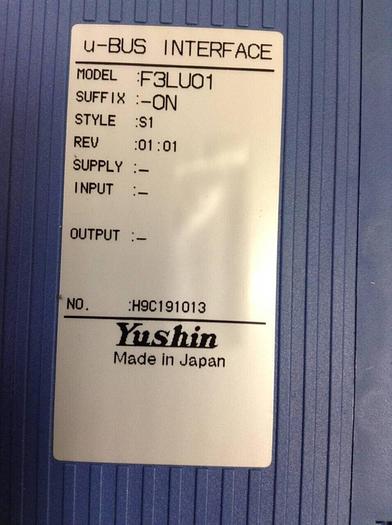 u-BUS INTERFACE
MODEL :F3LU01
SUFFIX :-0N
STYLE :S1
REV :01:01
SUPPLY :-
INPUT :-
OUTPUT :-
NO. :H9C191013
Yushin
Made in Japan